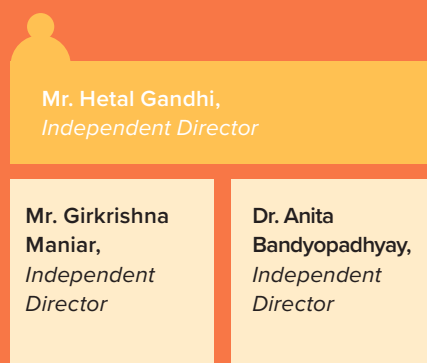 Mr. Hetal Gandhi,
Independent Director
Mr. Girkrishna
Maniar,
Independent
Director
Dr. Anita
Bandyopadhyay,
Independent
Director